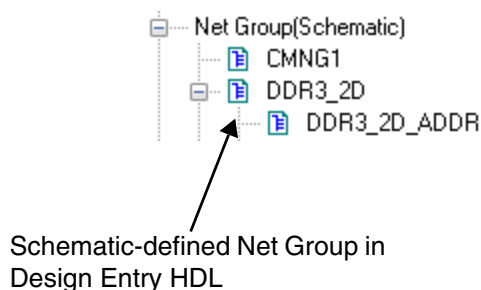 Net Group(Schematic)
CMNG1
DDR3_2D
DDR3_2D_ADDR
Schematic-defined Net Group in
Design Entry HDL